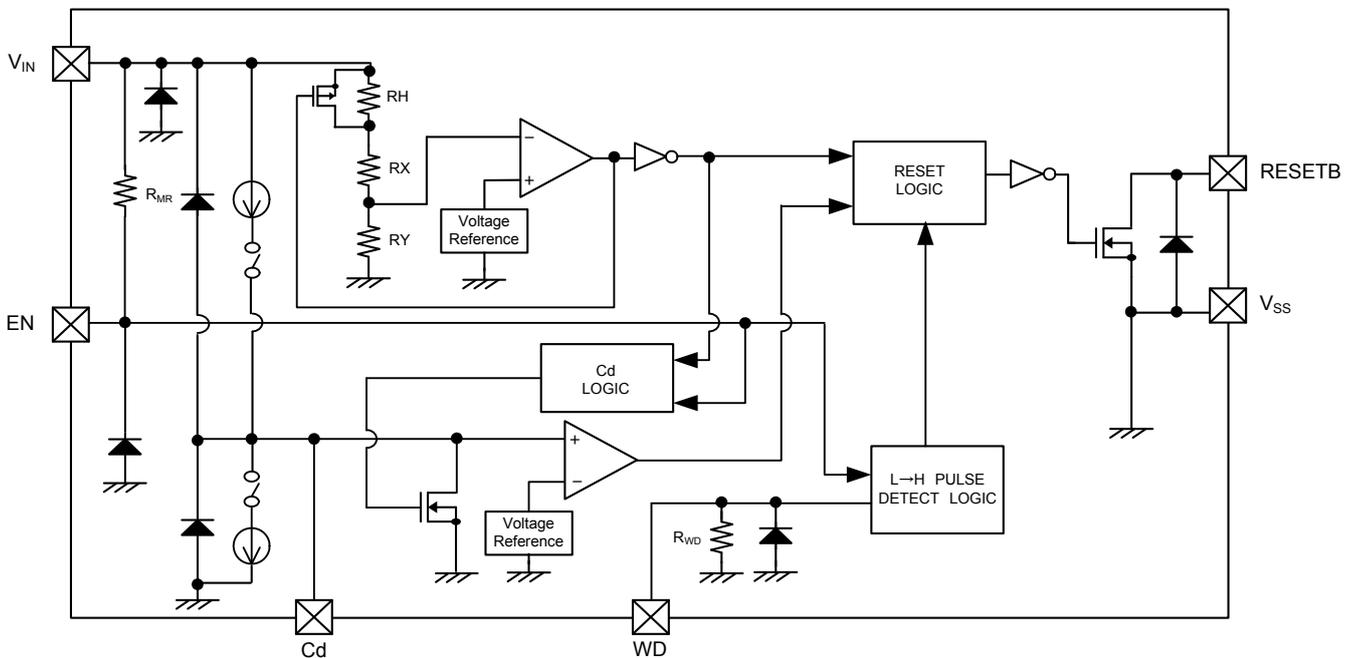 VIN
RH
RX
RY
RMR
Voltage
Reference
RESET
LOGIC
RESETB
EN
VSS
Cd
LOGIC
L→H PULSE
DETECT LOGIC
Voltage
Reference
RWD
Cd
WD
−
+
+
−